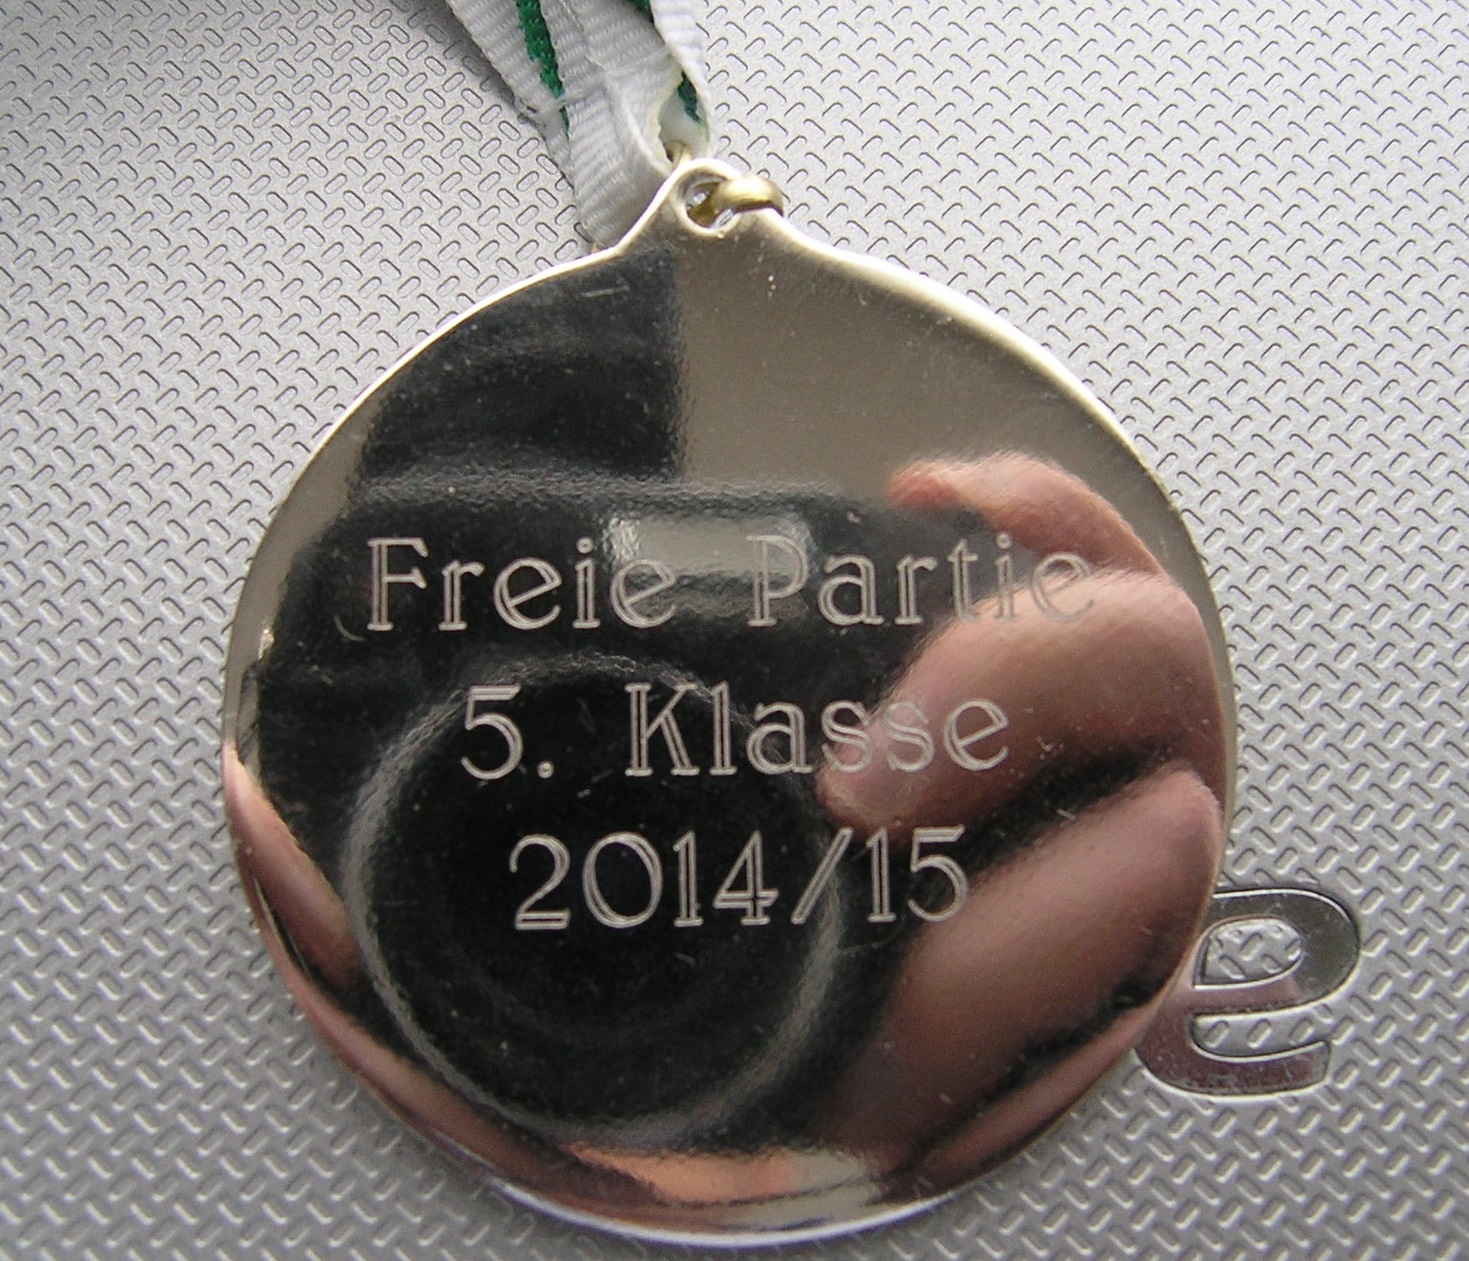 Freie Partie
5. Klasse
2014/15
e